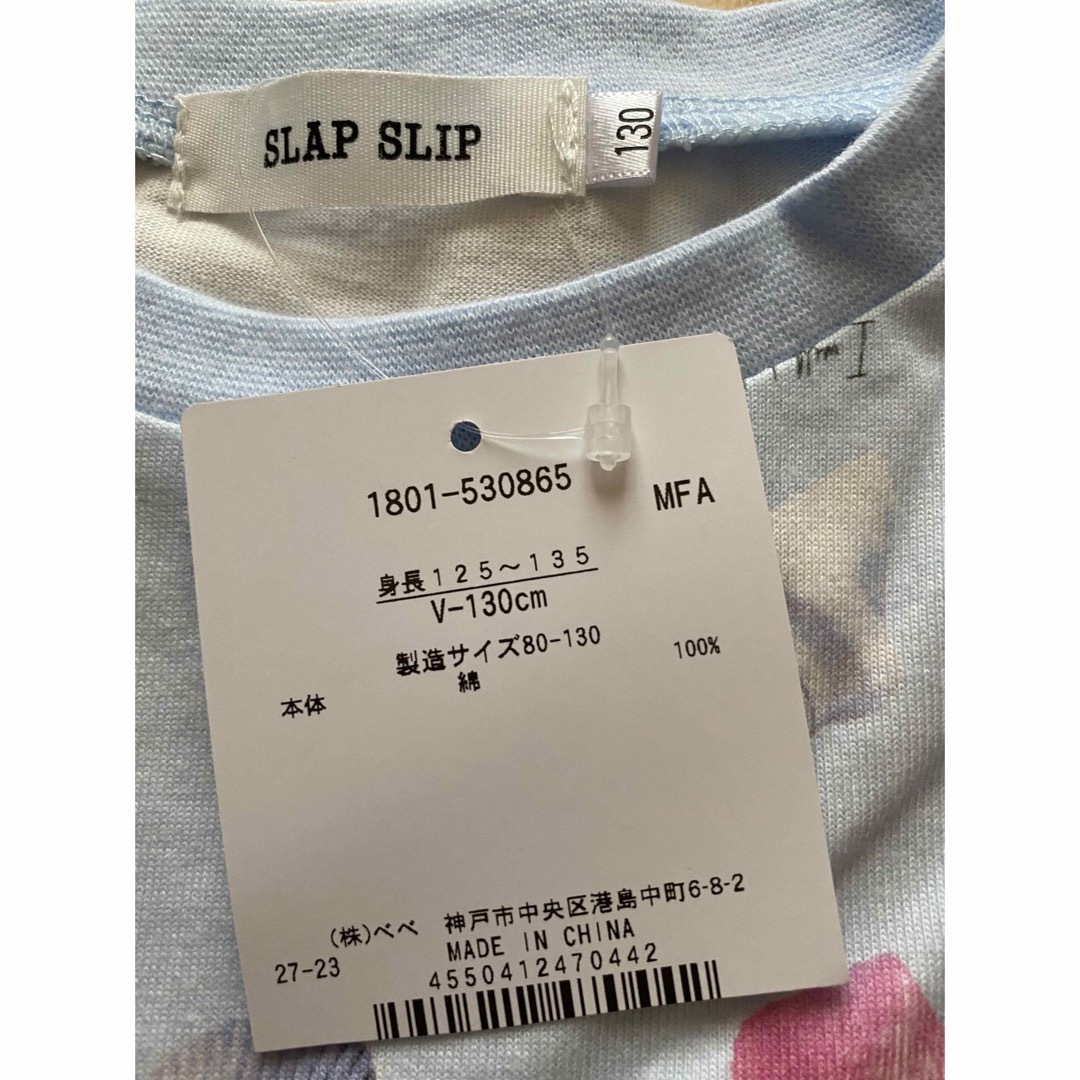 SLAP SLIP
130
1801-530865
MFA
身長125～135
V-130cm
製造サイズ80-130
本体 綿 100%
(株)べべ 神戸市中央区港島中町6-8-2
27-23 MADE IN CHINA
4550412470442